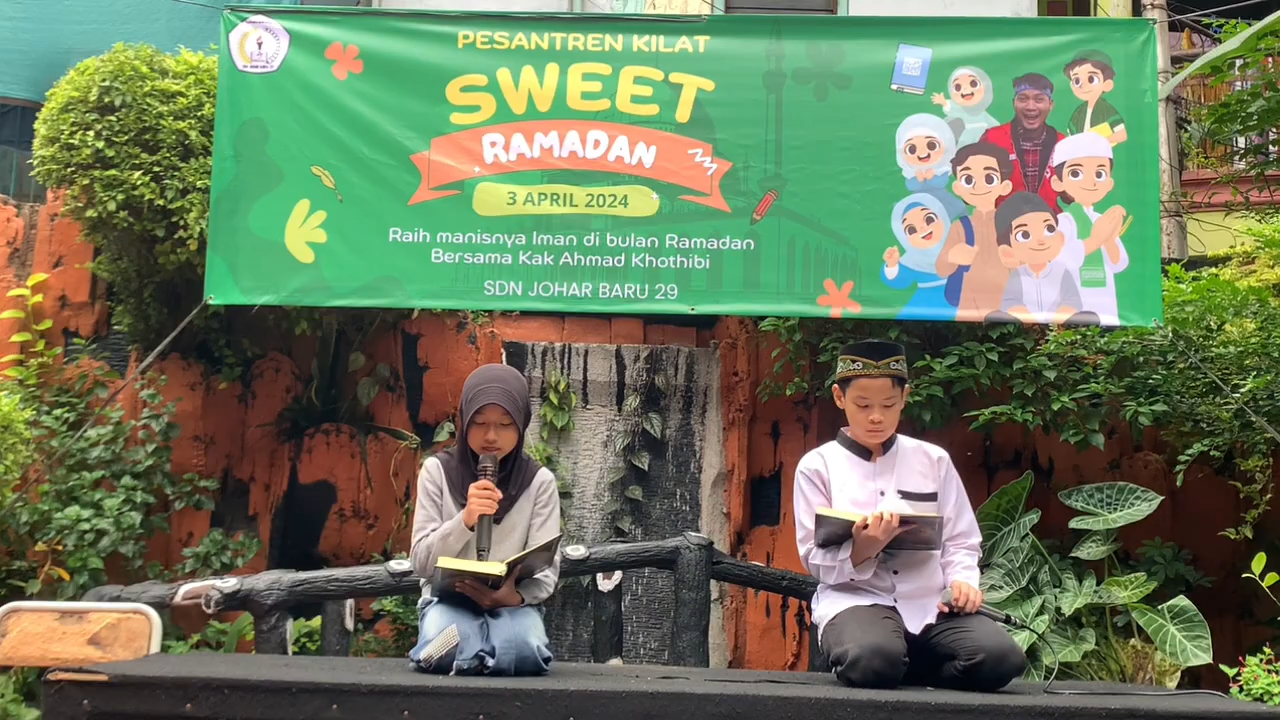 PESANTREN KILAT
SWEET
RAMADAN
3 APRIL 2024
Raih manisnya Iman di bulan Ramadan
Bersama Kak Ahmad Khothibi
SDN JOHAR BARU 29